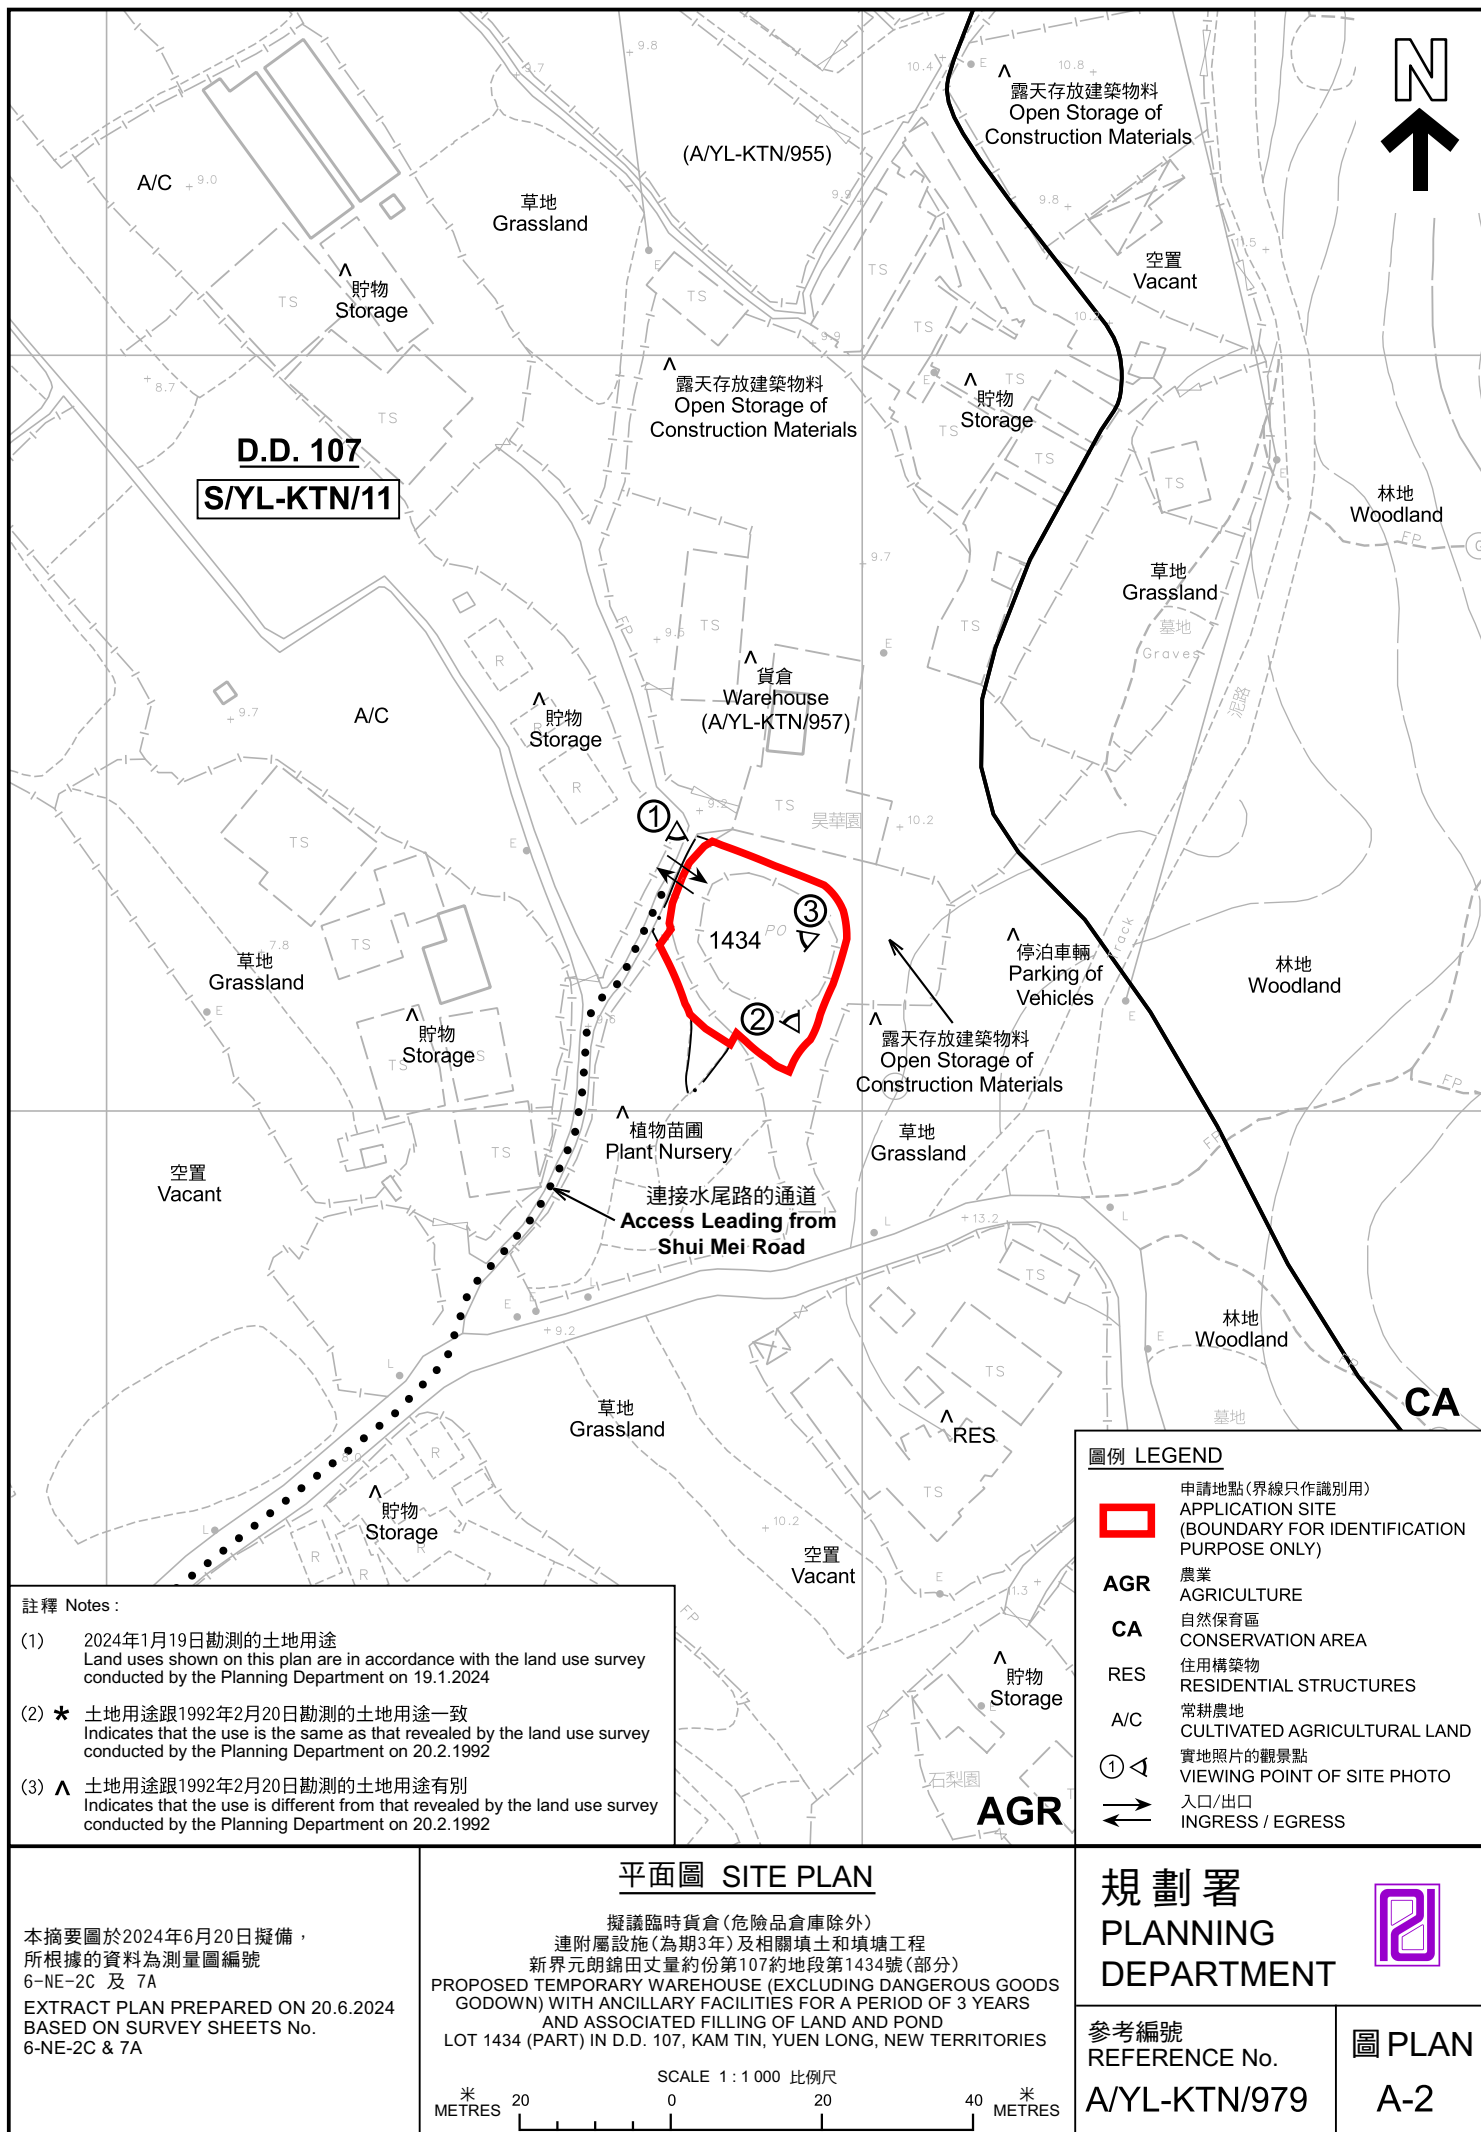 N
露天存放建築物料
Open Storage of
Construction Materials
(A/YL-KTN/955)
A/C
草地
Grassland
空置
Vacant
貯物
Storage
露天存放建築物料
Open Storage of
Construction Materials
貯物
Storage
D.D. 107
S/YL-KTN/11
林地
Woodland
草地
Grassland
墓地
Graves
貨倉
Warehouse
(A/YL-KTN/957)
A/C
貯物
Storage
泥路
昊華園
1
3
1434
PO
2
草地
Grassland
停泊車輛
Parking of
Vehicles
林地
Woodland
貯物
Storage
露天存放建築物料
Open Storage of
Construction Materials
植物苗圃
Plant Nursery
草地
Grassland
空置
Vacant
連接水尾路的通道
Access Leading from
Shui Mei Road
林地
Woodland
草地
Grassland
RES
CA
墓地
貯物
Storage
空置
Vacant
貯物
Storage
石梨園
AGR
圖例 LEGEND
申請地點(界線只作識別用)
APPLICATION SITE
(BOUNDARY FOR IDENTIFICATION
PURPOSE ONLY)
AGR 農業
AGRICULTURE
CA 自然保育區
CONSERVATION AREA
RES 住用構築物
RESIDENTIAL STRUCTURES
A/C 常耕農地
CULTIVATED AGRICULTURAL LAND
1 實地照片的觀景點
VIEWING POINT OF SITE PHOTO
入口/出口
INGRESS / EGRESS
註釋 Notes :
(1) 2024年1月19日勘測的土地用途
Land uses shown on this plan are in accordance with the land use survey
conducted by the Planning Department on 19.1.2024
(2) * 土地用途跟1992年2月20日勘測的土地用途一致
Indicates that the use is the same as that revealed by the land use survey
conducted by the Planning Department on 20.2.1992
(3) ^ 土地用途跟1992年2月20日勘測的土地用途有別
Indicates that the use is different from that revealed by the land use survey
conducted by the Planning Department on 20.2.1992
本摘要圖於2024年6月20日擬備，
所根據的資料為測量圖編號
6-NE-2C 及 7A
EXTRACT PLAN PREPARED ON 20.6.2024
BASED ON SURVEY SHEETS No.
6-NE-2C & 7A
平面圖 SITE PLAN
擬議臨時貨倉(危險品倉庫除外)
連附屬設施(為期3年)及相關填土和填塘工程
新界元朗錦田丈量約份第107約地段第1434號(部分)
PROPOSED TEMPORARY WAREHOUSE (EXCLUDING DANGEROUS GOODS
GODOWN) WITH ANCILLARY FACILITIES FOR A PERIOD OF 3 YEARS
AND ASSOCIATED FILLING OF LAND AND POND
LOT 1434 (PART) IN D.D. 107, KAM TIN, YUEN LONG, NEW TERRITORIES
SCALE 1 : 1 000 比例尺
米 METRES 20 0 20 40 米 METRES
規劃署
PLANNING
DEPARTMENT
參考編號
REFERENCE No.
A/YL-KTN/979
圖 PLAN
A-2